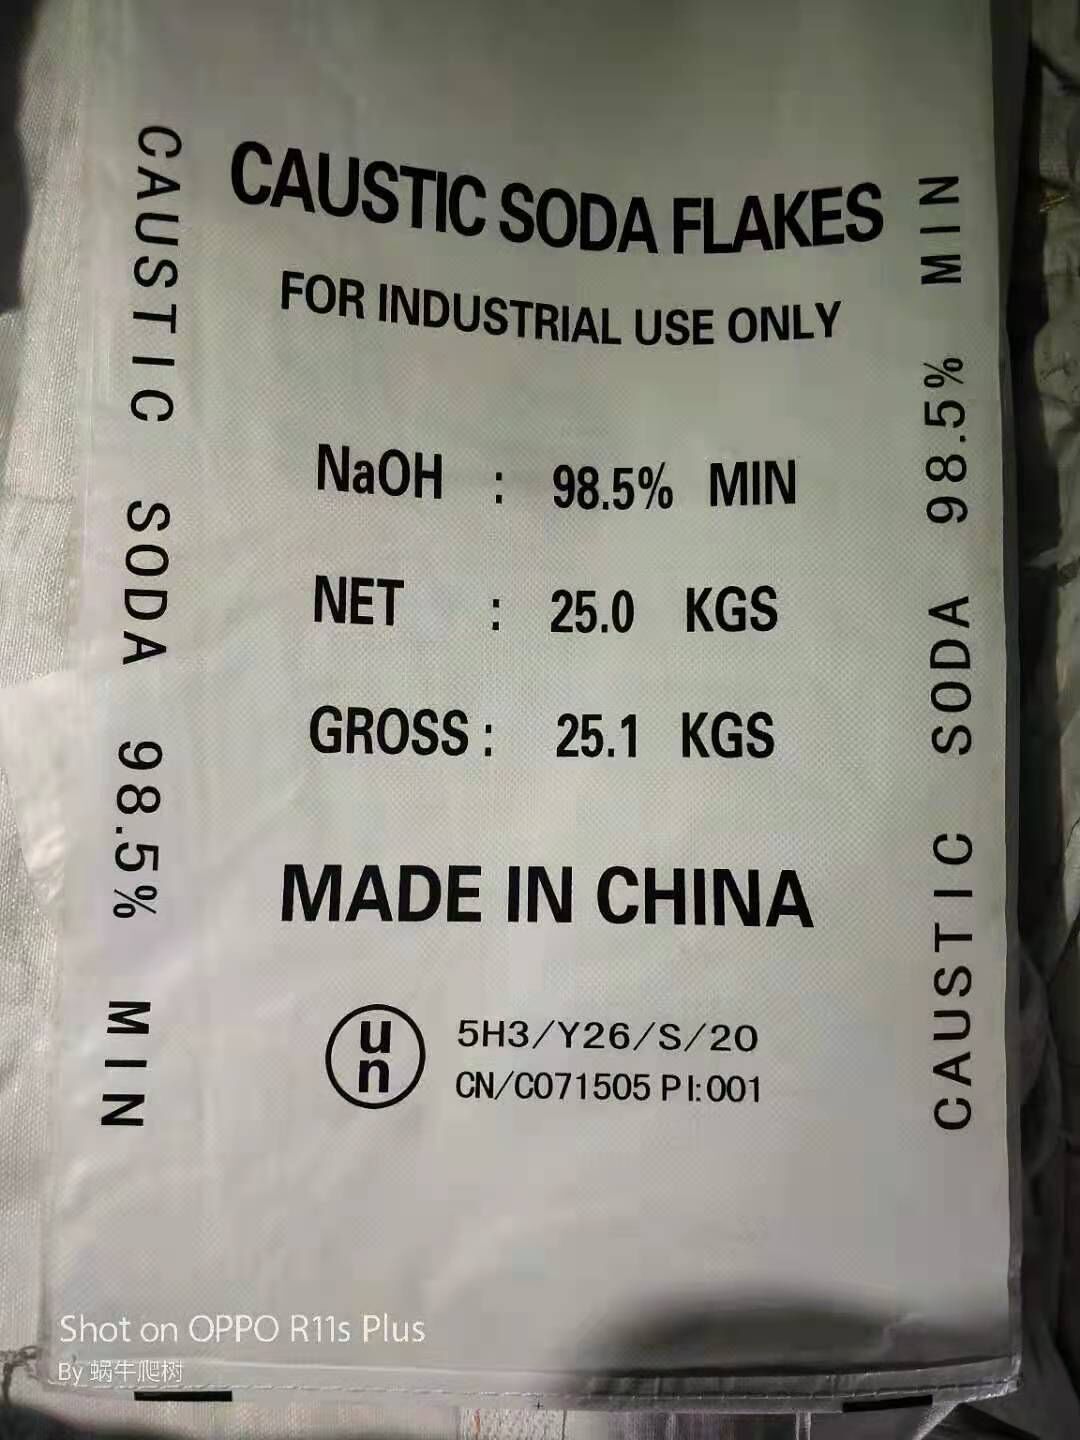 CAUSTIC SODA FLAKES
FOR INDUSTRIAL USE ONLY
NaOH : 98.5% MIN
NET : 25.0 KGS
GROSS : 25.1 KGS
MADE IN CHINA
un
5H3/Y26/S/20
CN/C071505 PI:001
CAUSTIC SODA 98.5% MIN
CAUSTIC SODA 98.5% MIN
Shot on OPPO R11s Plus
By 蜗牛爬树